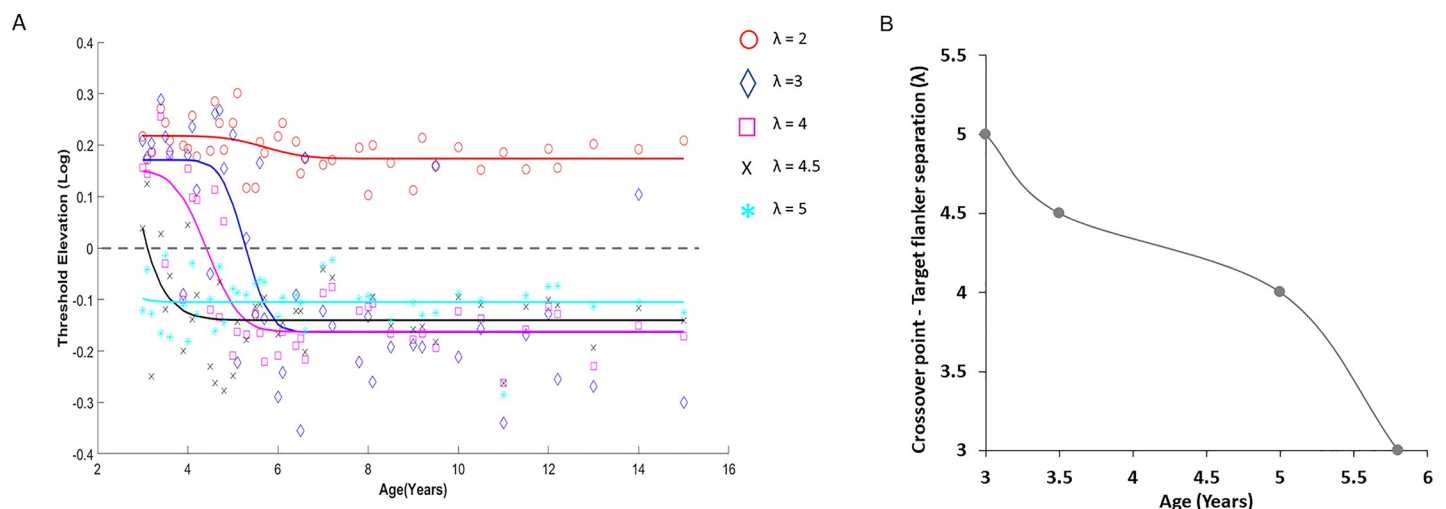 A
Threshold Elevation (Log)
0.4
0.3
0.2
0.1
0
-0.1
-0.2
-0.3
-0.4
2 4 6 8 10 12 14 16
Age(Years)
λ = 2
λ =3
λ = 4
λ = 4.5
λ = 5
B
Crossover point - Target flanker separation (λ)
5.5
5
4.5
4
3.5
3
3 3.5 4 4.5 5 5.5 6
Age (Years)